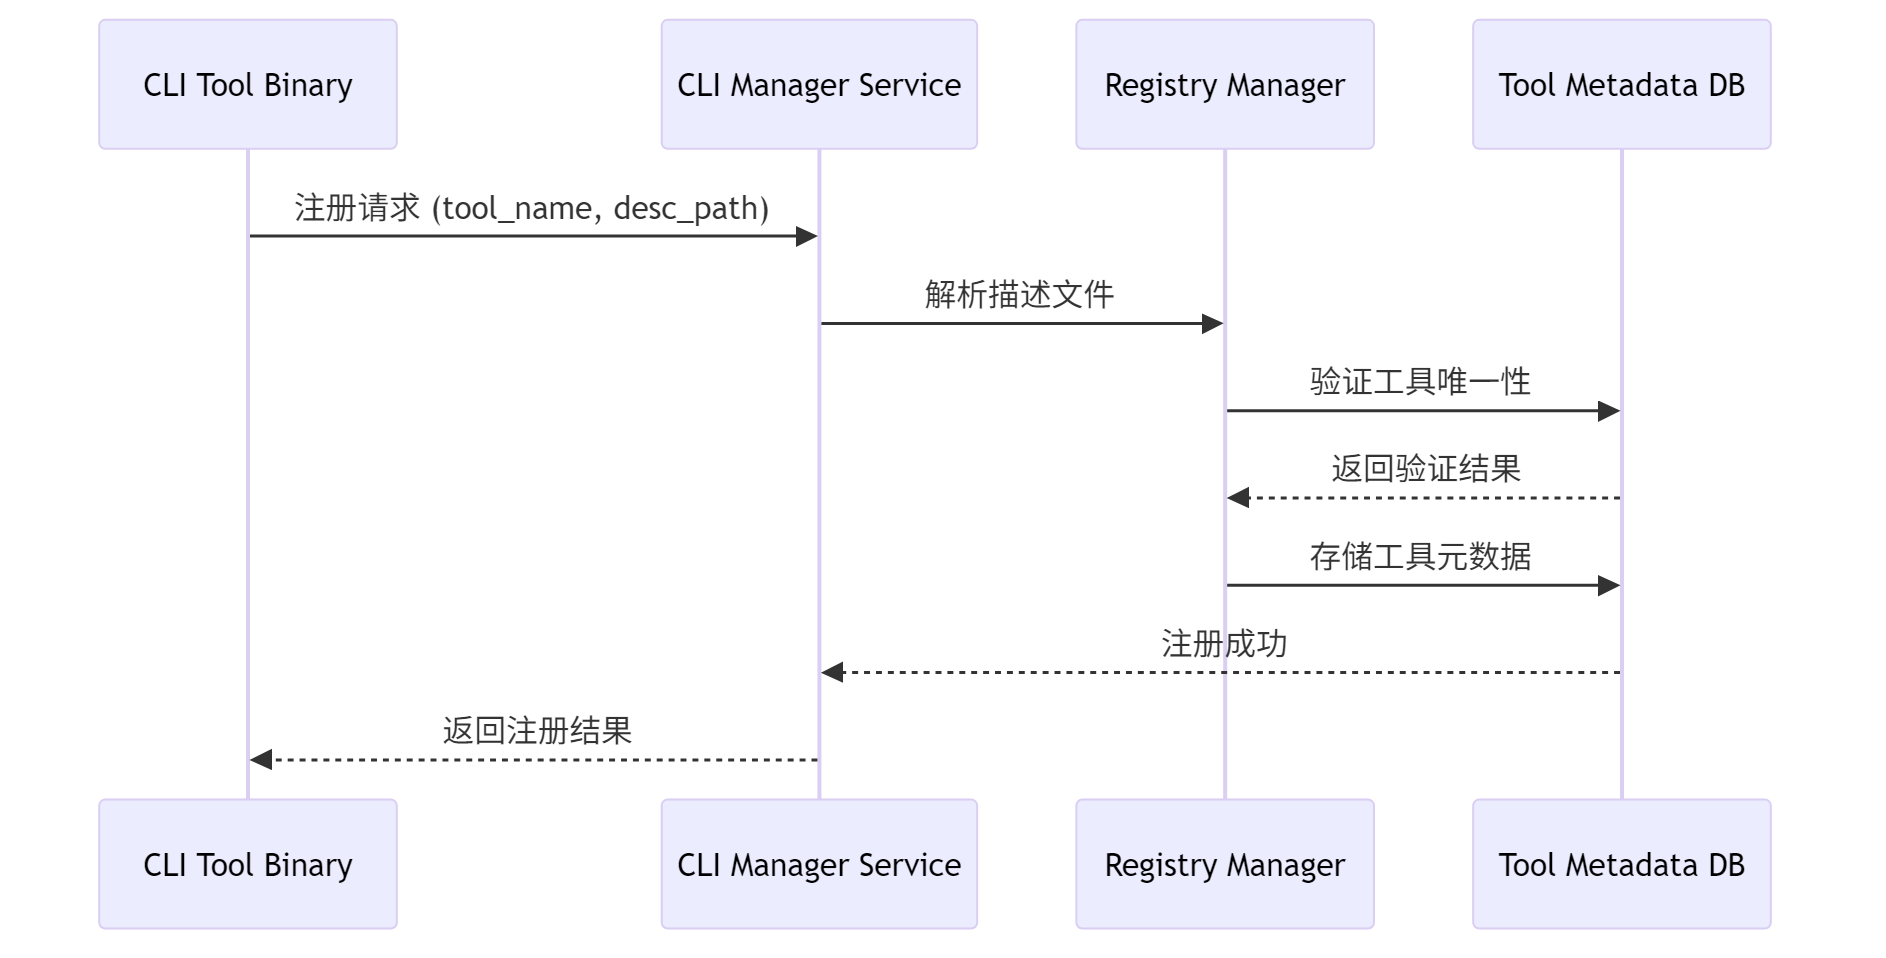 CLI Tool Binary
CLI Manager Service
Registry Manager
Tool Metadata DB
注册请求 (tool_name, desc_path)
解析描述文件
验证工具唯一性
返回验证结果
存储工具元数据
注册成功
返回注册结果
CLI Tool Binary
CLI Manager Service
Registry Manager
Tool Metadata DB